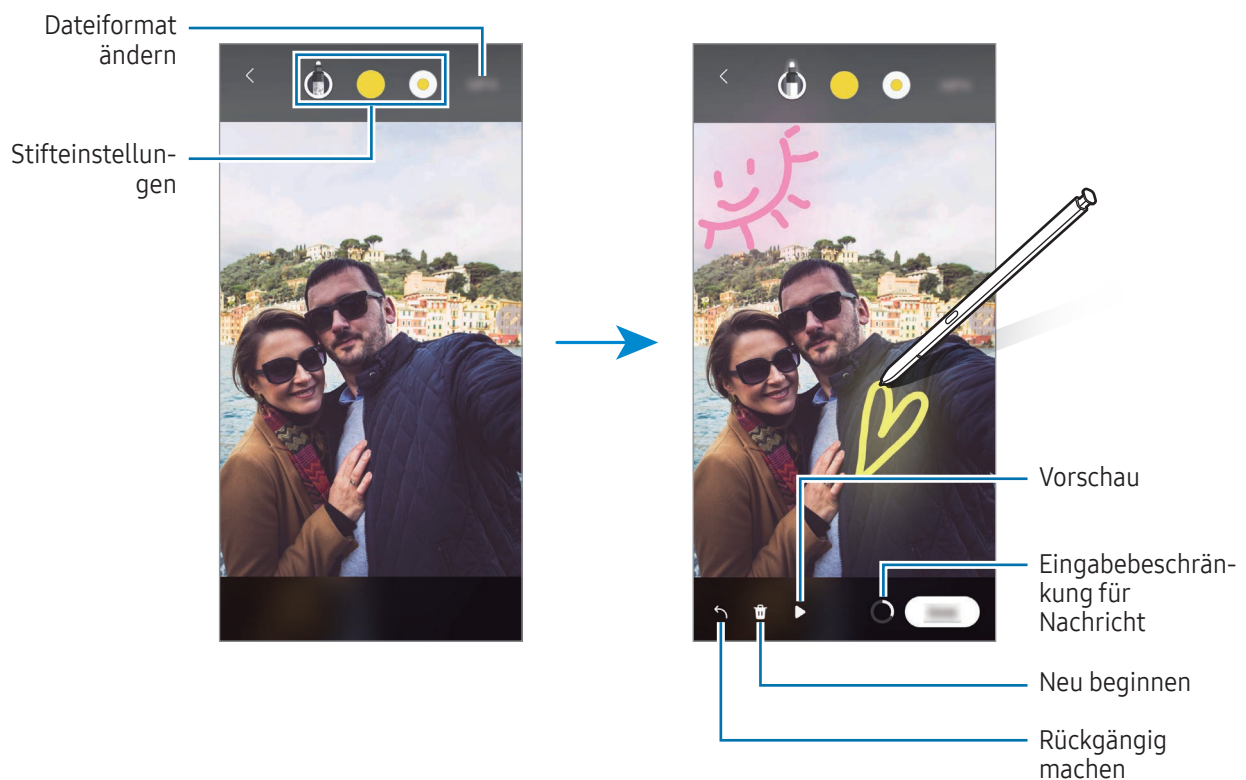 Dateiformat
ändern
Stifteinstellun-
gen
Vorschau
Eingabebeschrän-
kung für
Nachricht
Neu beginnen
Rückgängig
machen